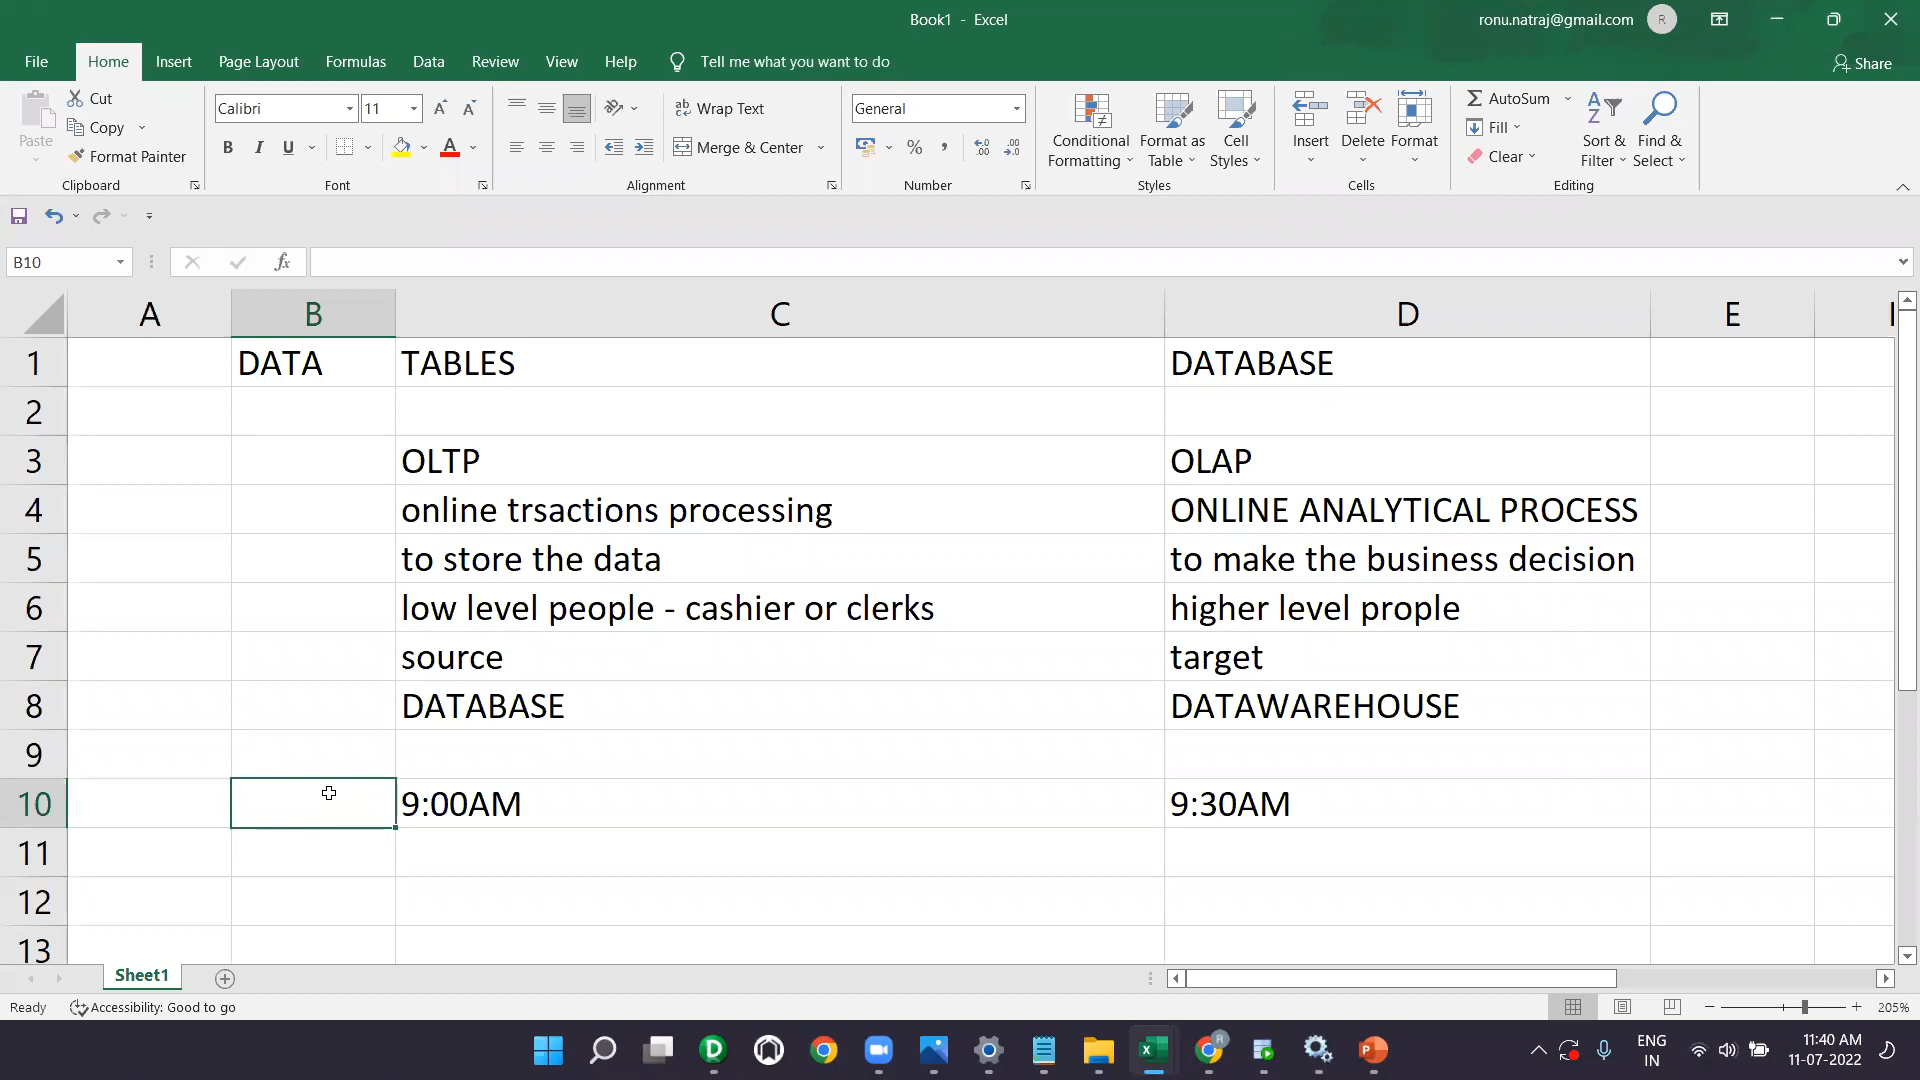 Book1 - Excel
ronu.natraj@gmail.com
R
File
Home
Insert
Page Layout
Formulas
Data
Review
View
Help
Tell me what you want to do
Share
Paste
Cut
Copy
Format Painter
Clipboard
Calibri
11
B I U
Font
Wrap Text
Merge & Center
Alignment
General
Number
Conditional Formatting
Format as Table
Cell Styles
Styles
Insert
Delete
Format
Cells
AutoSum
Fill
Clear
Sort & Filter
Find & Select
Editing
B10
fx
A B C D E
1 DATA TABLES DATABASE
2
3 OLTP OLAP
4 online trsactions processing ONLINE ANALYTICAL PROCESS
5 to store the data to make the business decision
6 low level people - cashier or clerks higher level prople
7 source target
8 DATABASE DATAWAREHOUSE
9
10 9:00AM 9:30AM
11
12
13
Sheet1
Ready
Accessibility: Good to go
205%
ENG
IN
11:40 AM
11-07-2022